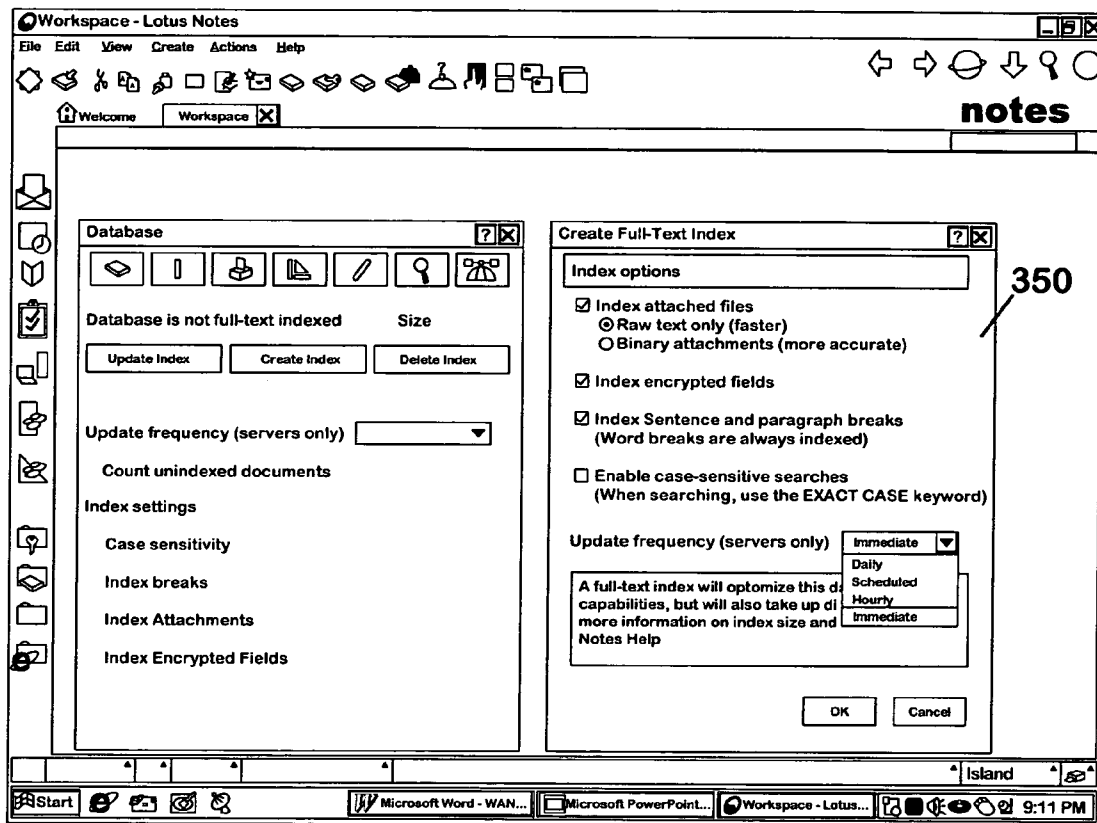 Workspace - Lotus Notes
File Edit View Create Actions Help
Welcome Workspace
notes
Database
Database is not full-text indexed Size
Update Index Create Index Delete Index
Update frequency (servers only)
Count unindexed documents
Index settings
Case sensitivity
Index breaks
Index Attachments
Index Encrypted Fields
Create Full-Text Index
Index options
350
Index attached files
Raw text only (faster)
Binary attachments (more accurate)
Index encrypted fields
Index Sentence and paragraph breaks
(Word breaks are always indexed)
Enable case-sensitive searches
(When searching, use the EXACT CASE keyword)
Update frequency (servers only) Immediate
Daily
Scheduled
Hourly
Immediate
A full-text index will optomize this da
capabilities, but will also take up di
more information on index size and
Notes Help
OK Cancel
Island
Start Microsoft Word - WAN... Microsoft PowerPoint... Workspace - Lotus... 9:11 PM